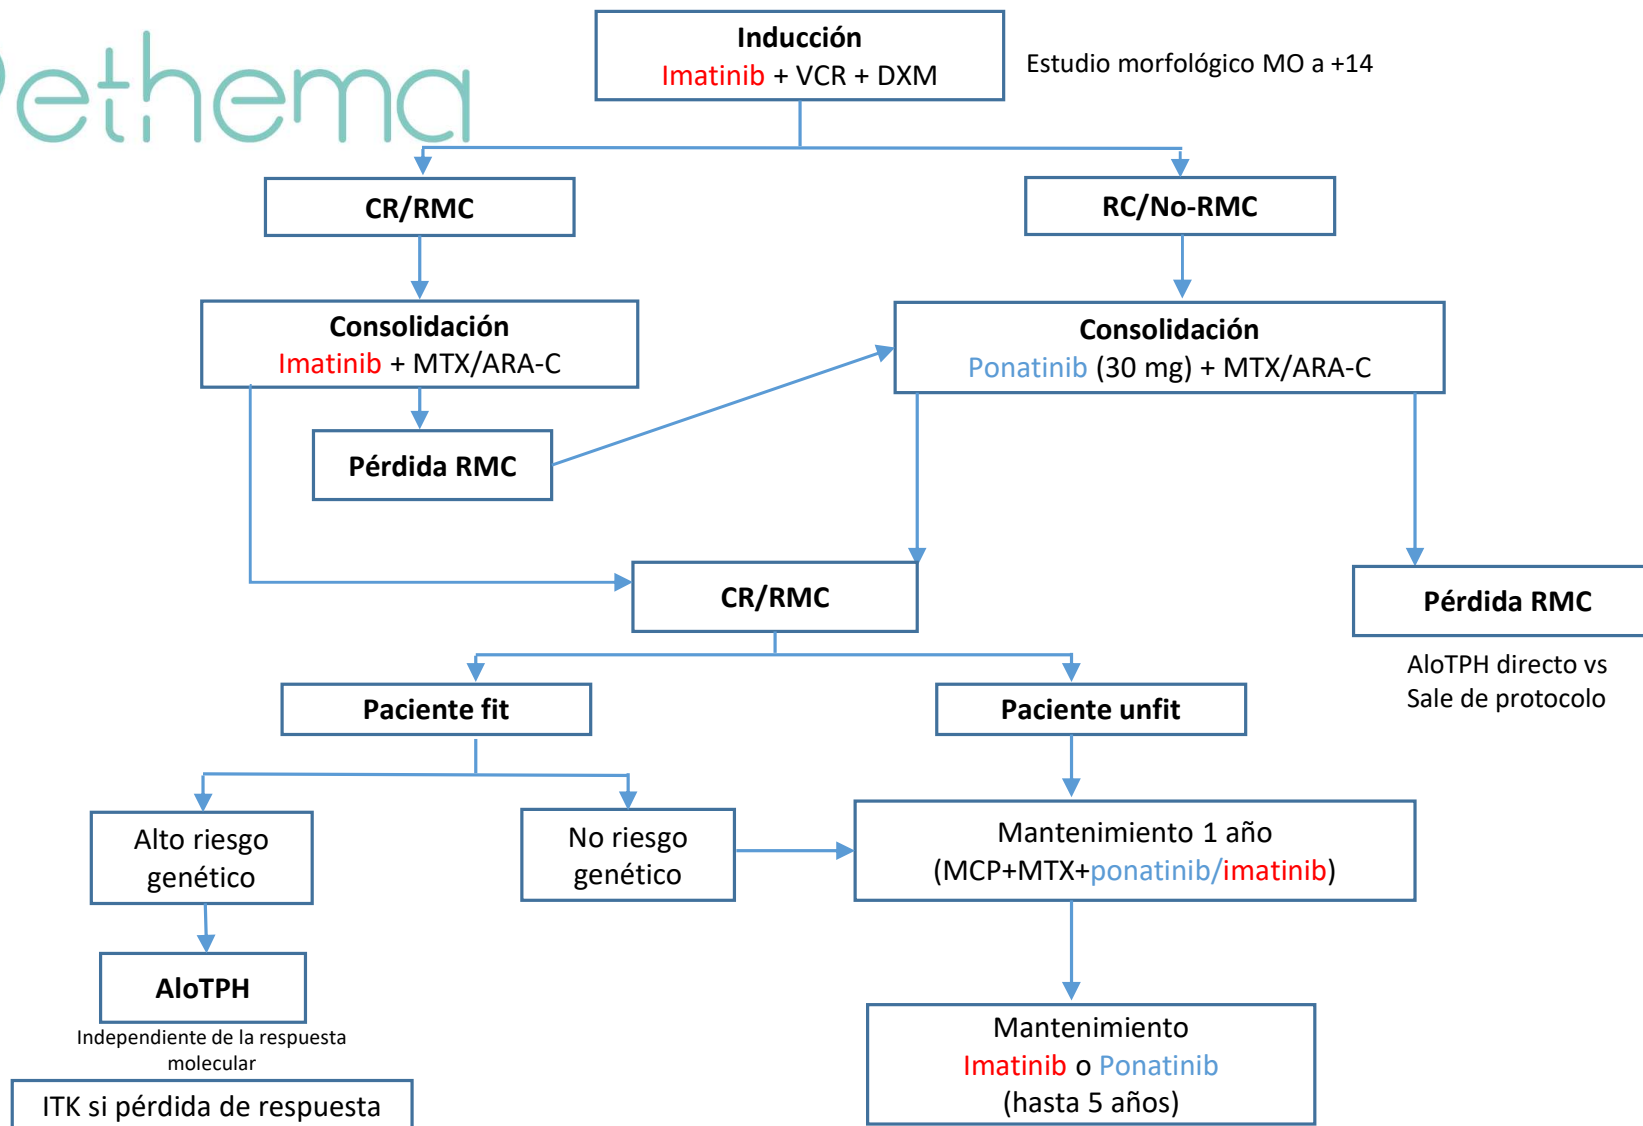 Pethema
Inducción
Imatinib + VCR + DXM
Estudio morfológico MO a +14
CR/RMC
RC/No-RMC
Consolidación
Imatinib + MTX/ARA-C
Consolidación
Ponatinib (30 mg) + MTX/ARA-C
Pérdida RMC
CR/RMC
Pérdida RMC
AloTPH directo vs
Sale de protocolo
Paciente fit
Paciente unfit
Alto riesgo
genético
No riesgo
genético
Mantenimiento 1 año
(MCP+MTX+ponatinib/imatinib)
AloTPH
Independiente de la respuesta
molecular
ITK si pérdida de respuesta
Mantenimiento
Imatinib o Ponatinib
(hasta 5 años)